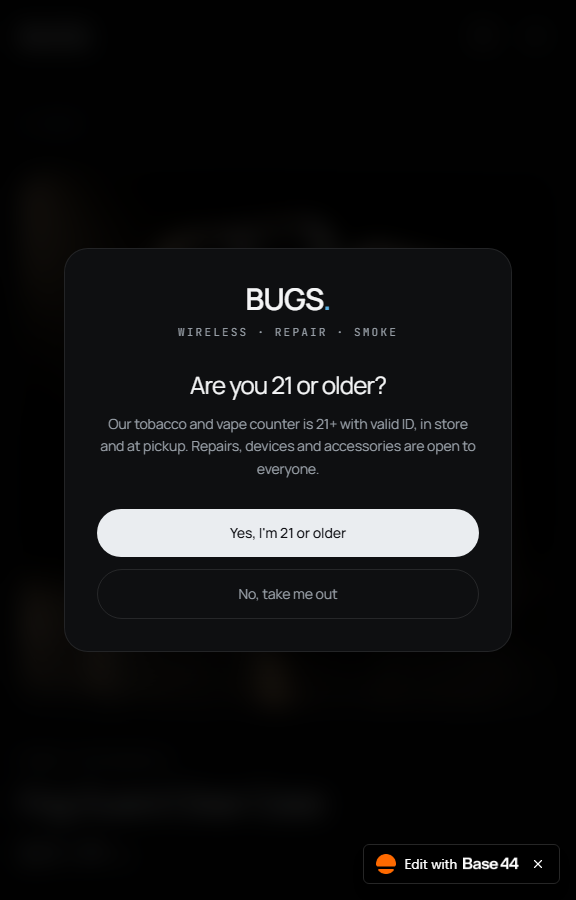 BUGS.
WIRELESS · REPAIR · SMOKE
Are you 21 or older?
Our tobacco and vape counter is 21+ with valid ID, in store
and at pickup. Repairs, devices and accessories are open to
everyone.
Yes, I'm 21 or older
No, take me out
Edit with Base 44